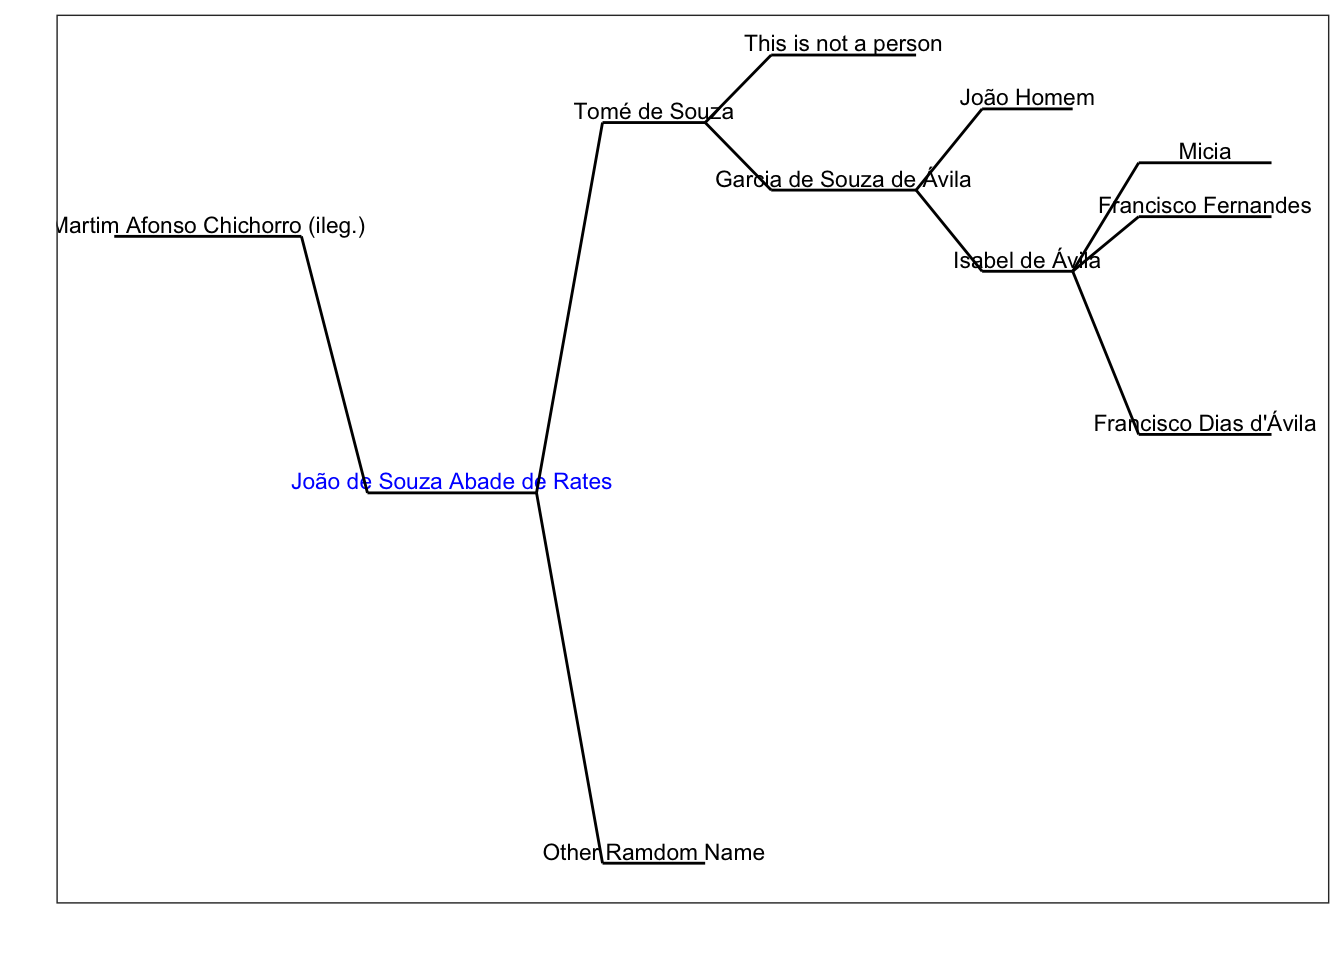 This is not a person
João Homem
Tomé de Souza
Micia
Garcia de Souza de Ávila
Francisco Fernandes
Martim Afonso Chichorro (ileg.)
Isabel de Ávila
Francisco Dias d'Ávila
João de Souza Abade de Rates
Other Ramdom Name